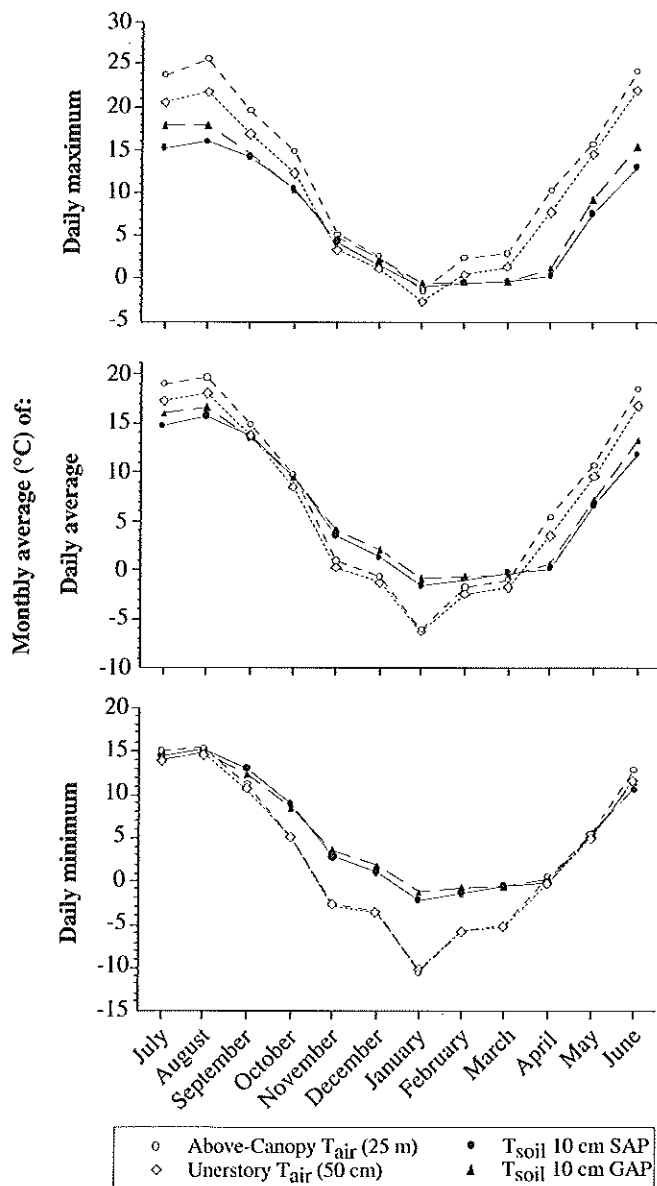 Monthly average (°C) of:
Daily maximum
30
25
20
15
10
5
0
-5
Daily average
20
15
10
5
0
-5
-10
Daily minimum
20
15
10
5
0
-5
-10
-15
July
August
September
October
November
December
January
February
March
April
May
June
Above-Canopy Tair (25 m)
Unerstory Tair (50 cm)
Tsoil 10 cm SAP
Tsoil 10 cm GAP